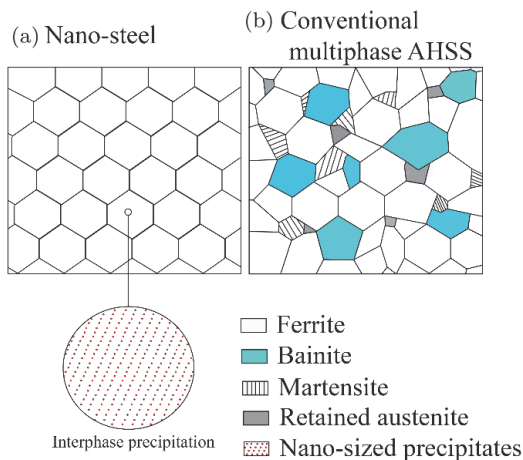 (a) Nano-steel
(b) Conventional
multiphase AHSS
Interphase precipitation
Ferrite
Bainite
Martensite
Retained austenite
Nano-sized precipitates